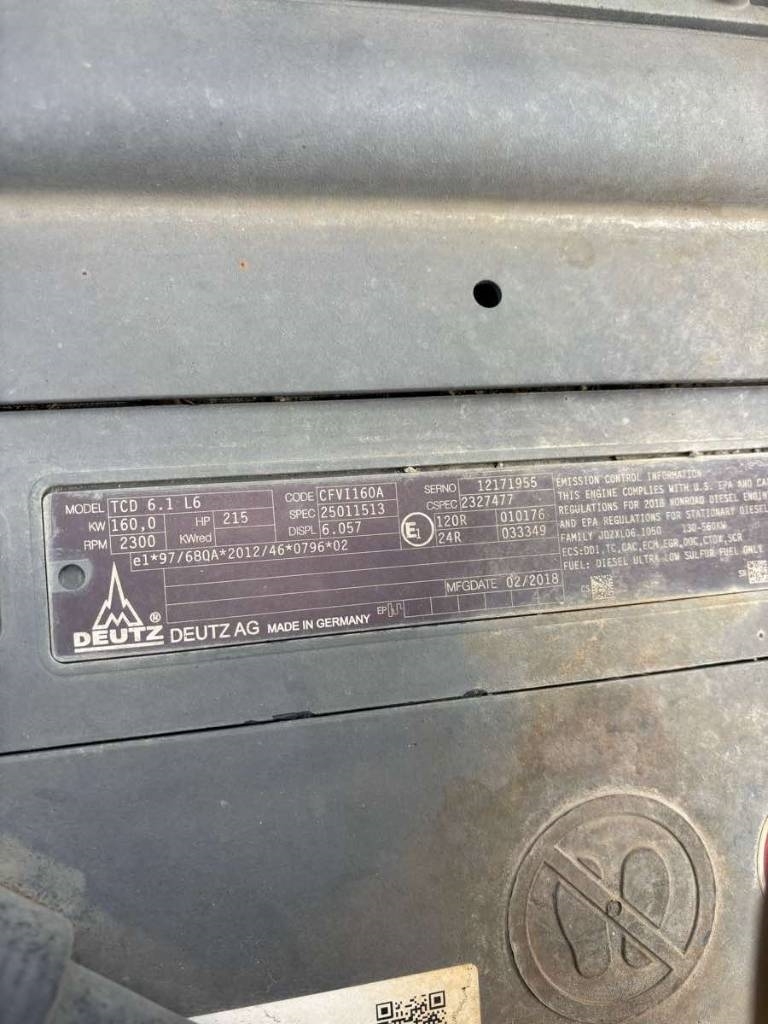 MODEL TCD 6.1 L6 CODE CFVI160A SERNO 12171955
KW 160,0 HP 215 SPEC 25011513 CSPEC 2327477
RPM 2300 KWred DISPL 6.057 E1 120R 010176
24R 033349
e1*97/68QA*2012/46*0796*02
MFGDATE 02/2018
EP
DEUTZ ® DEUTZ AG MADE IN GERMANY
EMISSION CONTROL INFORMATION
THIS ENGINE COMPLIES WITH U.S. EPA AND CA
REGULATIONS FOR 2018 NONROAD DIESEL ENGIN
AND EPA REGULATIONS FOR STATIONARY DIESEL
FAMILY JDZXL06.1050 130-560KW
ECS:DDI,TC,CAC,ECM,EGR,DOC,CTOX,SCR
FUEL: DIESEL ULTRA LOW SULFUR FUEL ONLY
CS